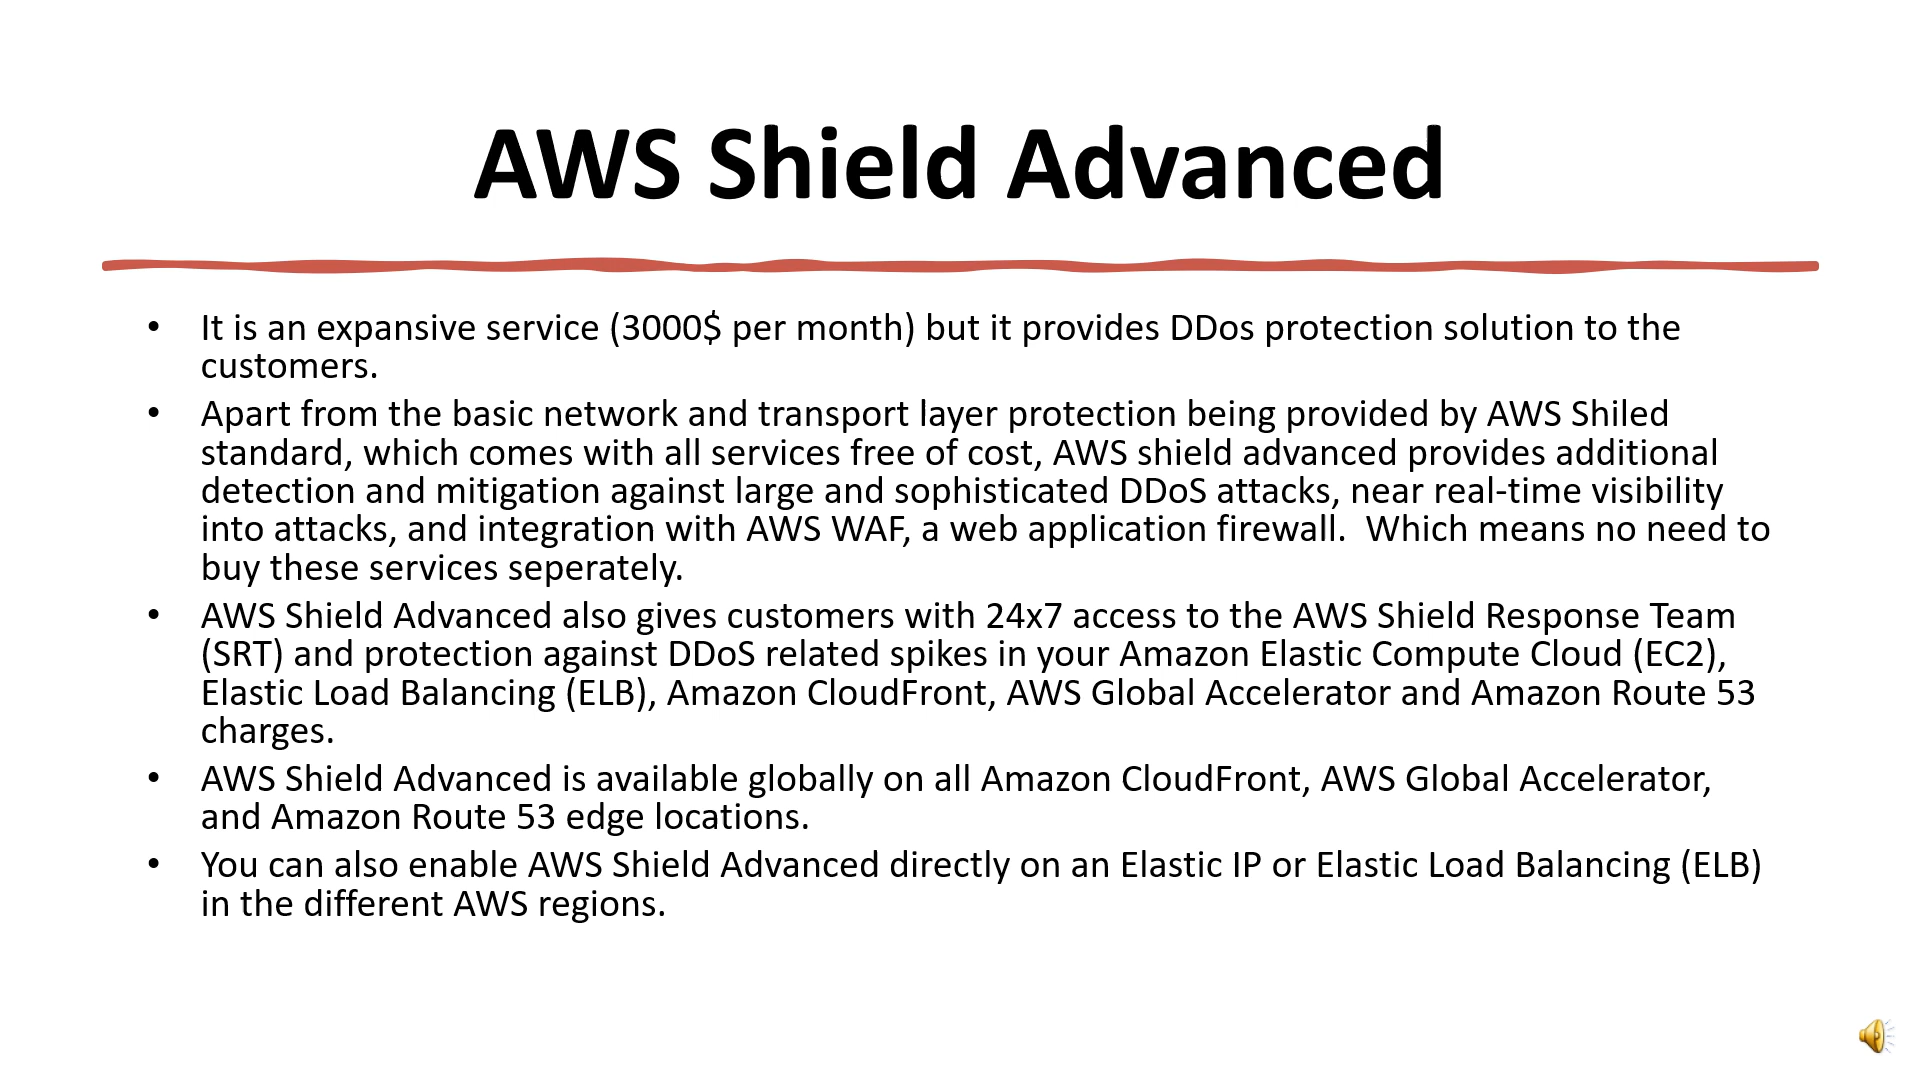 AWS Shield Advanced
• It is an expansive service (3000$ per month) but it provides DDos protection solution to the
customers.
• Apart from the basic network and transport layer protection being provided by AWS Shiled
standard, which comes with all services free of cost, AWS shield advanced provides additional
detection and mitigation against large and sophisticated DDoS attacks, near real-time visibility
into attacks, and integration with AWS WAF, a web application firewall.  Which means no need to
buy these services seperately.
• AWS Shield Advanced also gives customers with 24x7 access to the AWS Shield Response Team
(SRT) and protection against DDoS related spikes in your Amazon Elastic Compute Cloud (EC2),
Elastic Load Balancing (ELB), Amazon CloudFront, AWS Global Accelerator and Amazon Route 53
charges.
• AWS Shield Advanced is available globally on all Amazon CloudFront, AWS Global Accelerator,
and Amazon Route 53 edge locations.
• You can also enable AWS Shield Advanced directly on an Elastic IP or Elastic Load Balancing (ELB)
in the different AWS regions.